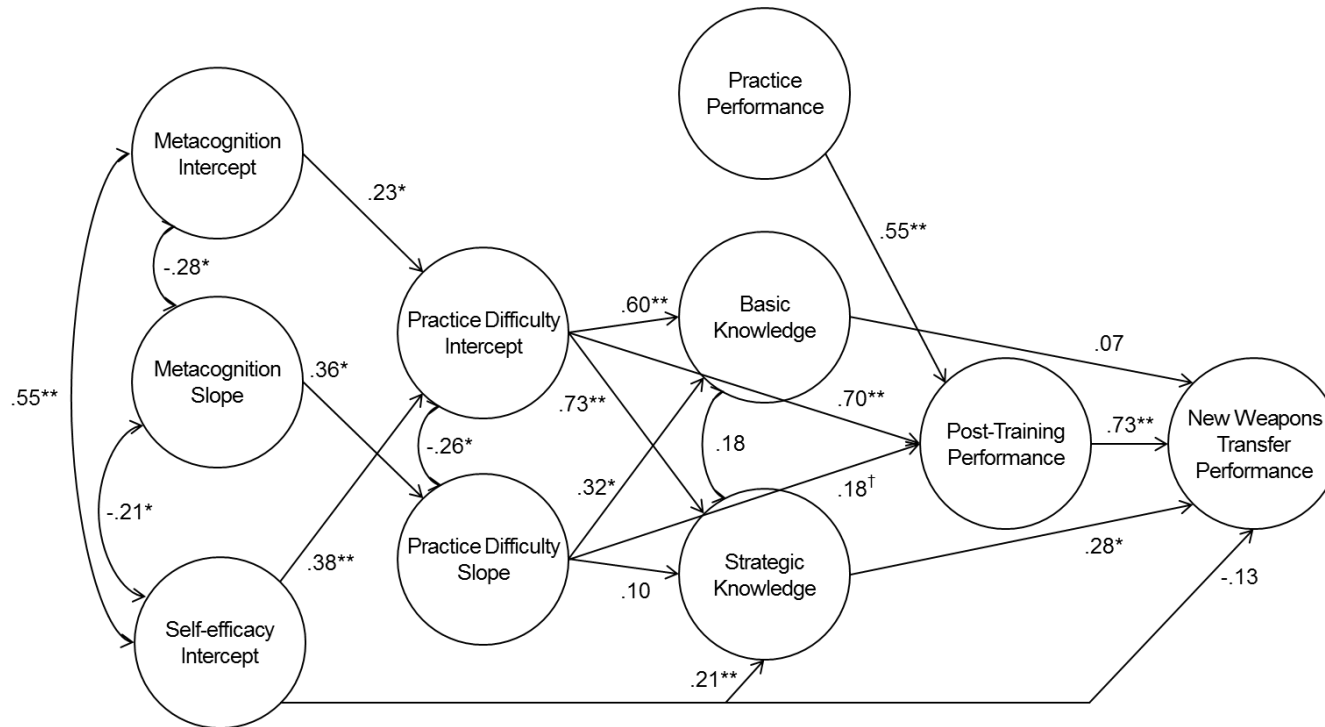 Practice
Performance
Metacognition
Intercept
.23*
.55**
-.28*
Practice Difficulty
Intercept
.60**
Basic
Knowledge
.07
Metacognition
Slope
.36*
.55**
.73**
.70**
-.26*
.18
Post-Training
Performance
.73**
New Weapons
Transfer
Performance
.32*
.18†
-.21*
.38**
Practice Difficulty
Slope
.10
Strategic
Knowledge
.28*
-.13
Self-efficacy
Intercept
.21**